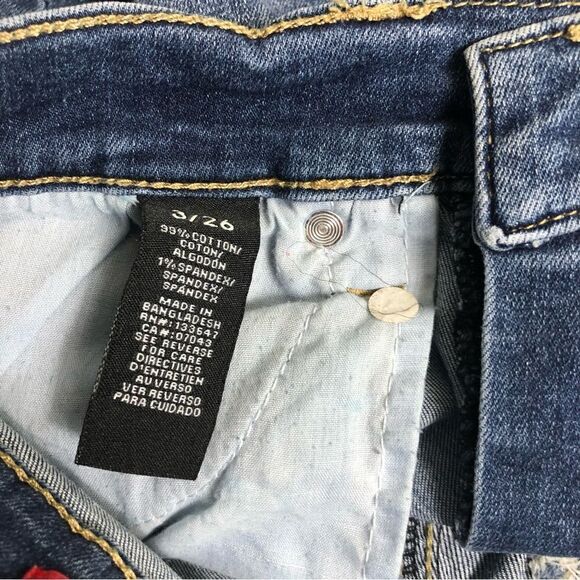 3/26
99% COTTON/
COTON/
ALGODON
1% SPANDEX/
SPANDEX/
SPANDEX
MADE IN
BANGLADESH
RN#:133647
CA#:07043
SEE REVERSE
FOR CARE
DIRECTIVES
D'ENTRETIEN
AU VERSO
VER REVERSO
PARA CUIDADO